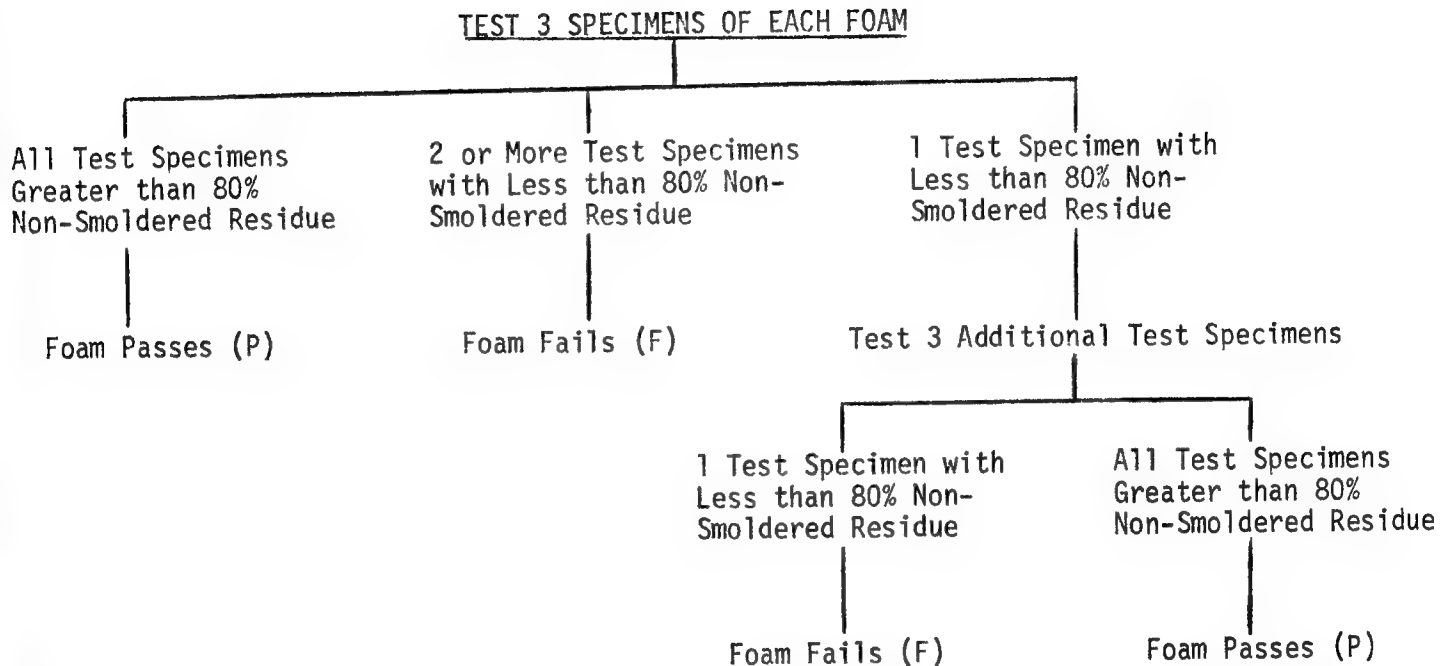 TEST 3 SPECIMENS OF EACH FOAM
All Test Specimens
Greater than 80%
Non-Smoldered Residue
2 or More Test Specimens
with Less than 80% Non-
Smoldered Residue
1 Test Specimen with
Less than 80% Non-
Smoldered Residue
Foam Passes (P)
Foam Fails (F)
Test 3 Additional Test Specimens
1 Test Specimen with
Less than 80% Non-
Smoldered Residue
All Test Specimens
Greater than 80%
Non-Smoldered Residue
Foam Fails (F)
Foam Passes (P)